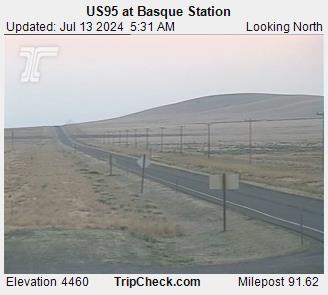 US95 at Basque Station
Updated: Jul 13 2024 5:31 AM Looking North
Elevation 4460 TripCheck.com Milepost 91.62